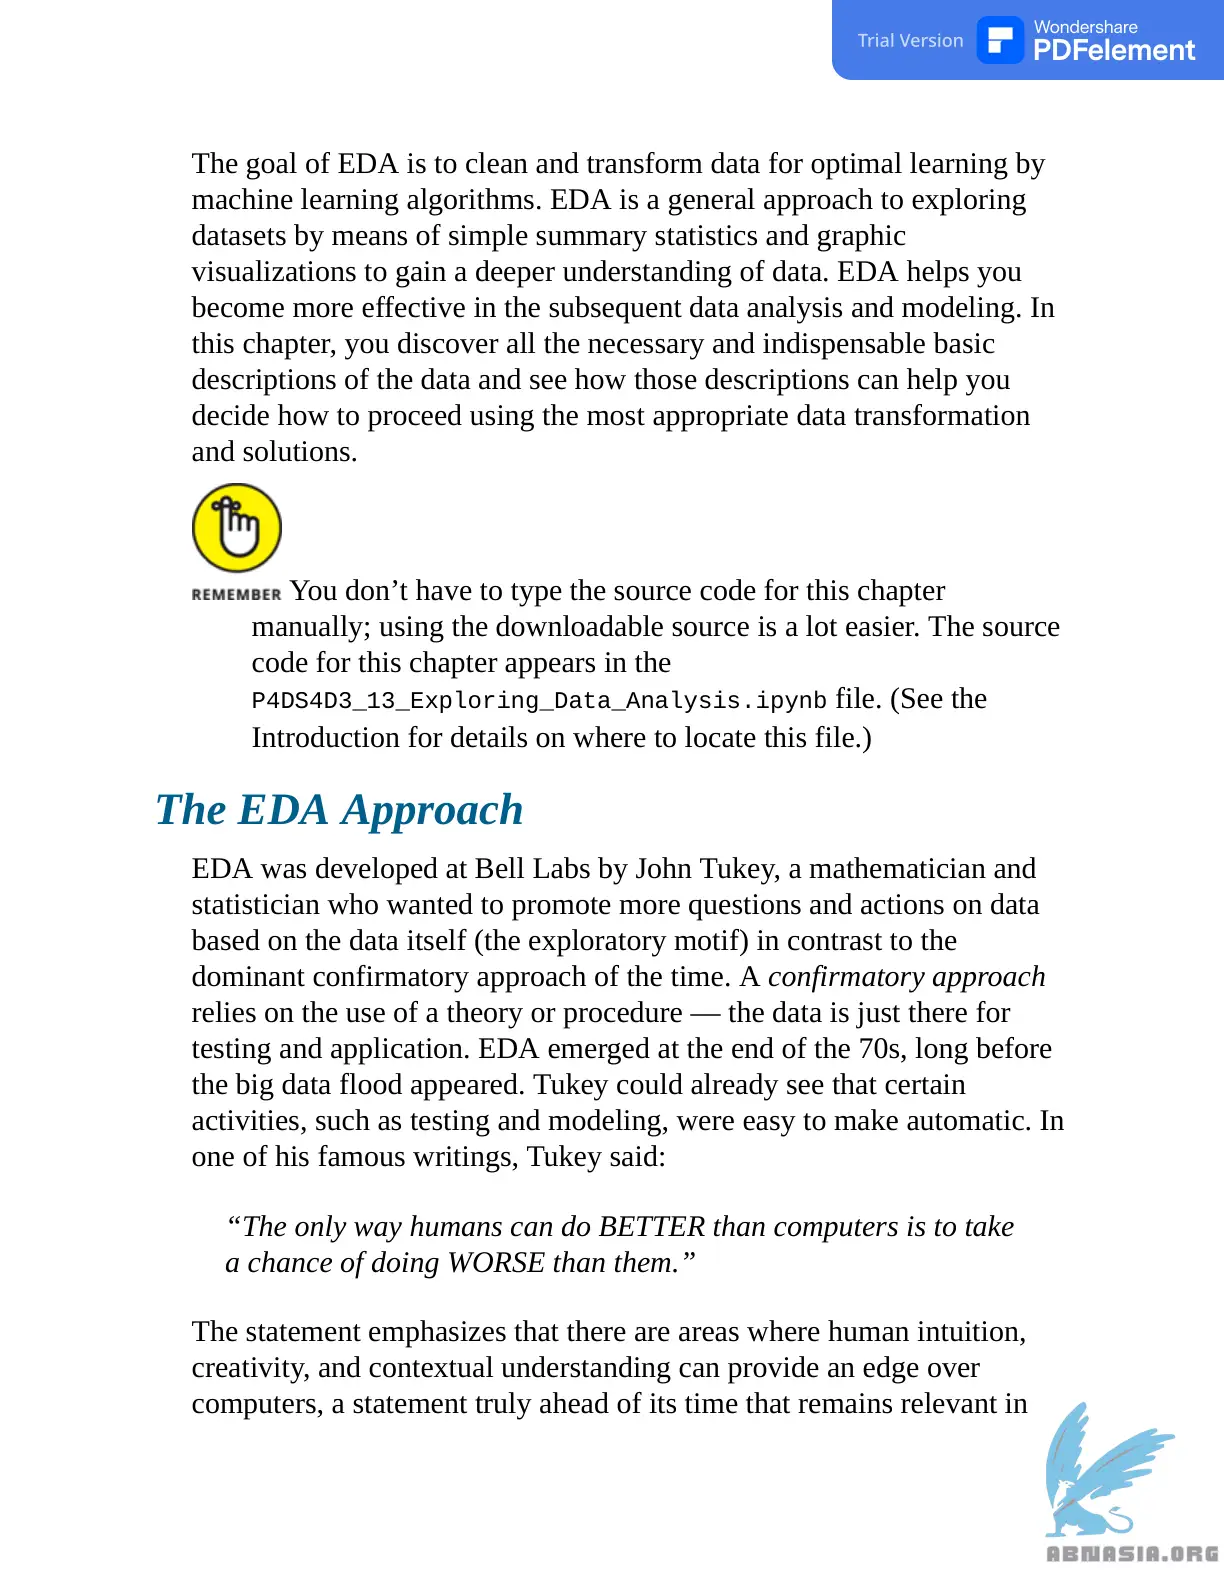 Trial Version
Wondershare
PDFelement
The goal of EDA is to clean and transform data for optimal learning by
machine learning algorithms. EDA is a general approach to exploring
datasets by means of simple summary statistics and graphic
visualizations to gain a deeper understanding of data. EDA helps you
become more effective in the subsequent data analysis and modeling. In
this chapter, you discover all the necessary and indispensable basic
descriptions of the data and see how those descriptions can help you
decide how to proceed using the most appropriate data transformation
and solutions.
REMEMBER You don’t have to type the source code for this chapter
manually; using the downloadable source is a lot easier. The source
code for this chapter appears in the
P4DS4D3_13_Exploring_Data_Analysis.ipynb file. (See the
Introduction for details on where to locate this file.)
The EDA Approach
EDA was developed at Bell Labs by John Tukey, a mathematician and
statistician who wanted to promote more questions and actions on data
based on the data itself (the exploratory motif) in contrast to the
dominant confirmatory approach of the time. A confirmatory approach
relies on the use of a theory or procedure — the data is just there for
testing and application. EDA emerged at the end of the 70s, long before
the big data flood appeared. Tukey could already see that certain
activities, such as testing and modeling, were easy to make automatic. In
one of his famous writings, Tukey said:
“The only way humans can do BETTER than computers is to take
a chance of doing WORSE than them.”
The statement emphasizes that there are areas where human intuition,
creativity, and contextual understanding can provide an edge over
computers, a statement truly ahead of its time that remains relevant in
ABNASIA.ORG